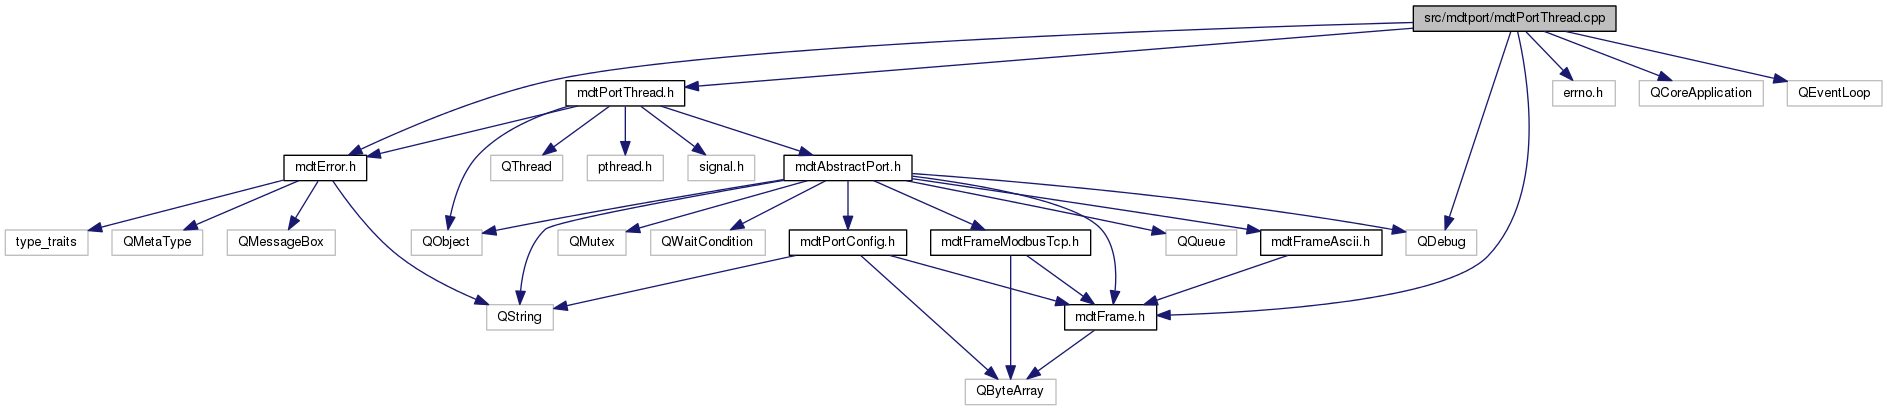 src/mdtport/mdtPortThread.cpp
mdtPortThread.h
errno.h
QCoreApplication
QEventLoop
mdtError.h
QThread
pthread.h
signal.h
mdtAbstractPort.h
type_traits
QMetaType
QMessageBox
QObject
QMutex
QWaitCondition
mdtPortConfig.h
mdtFrameModbusTcp.h
QQueue
mdtFrameAscii.h
QDebug
QString
mdtFrame.h
QByteArray